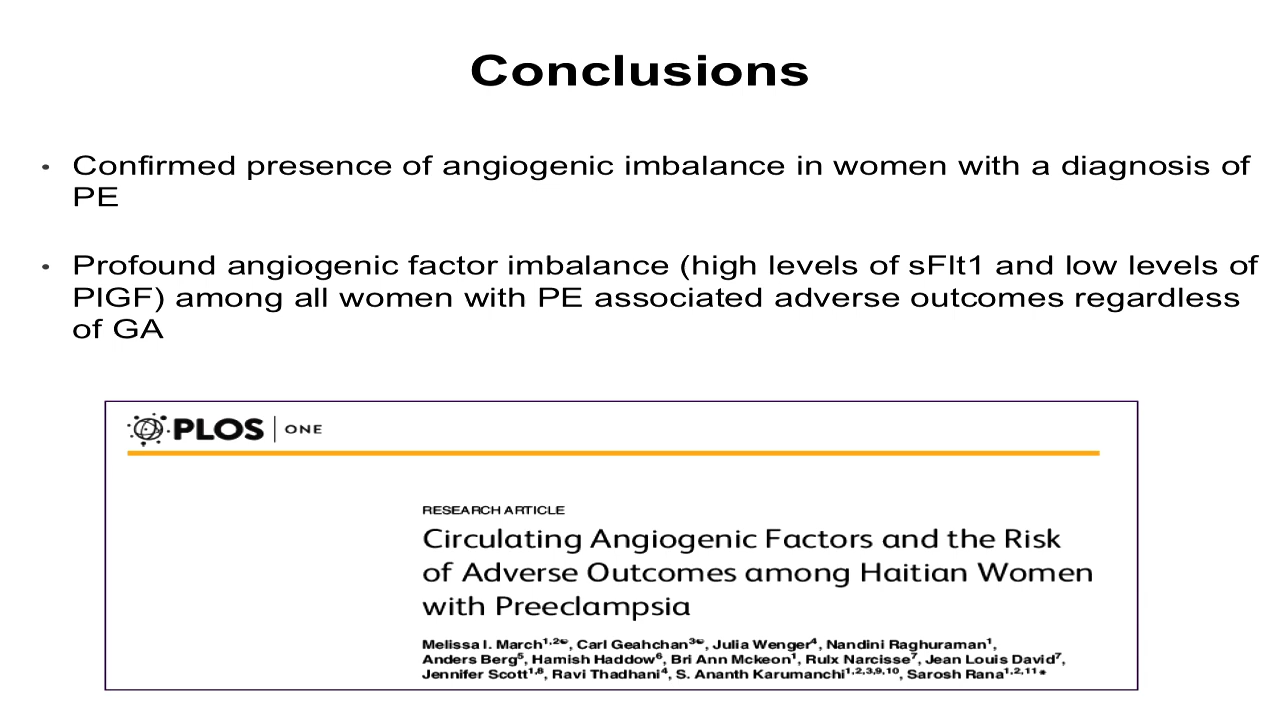 Conclusions
• Confirmed presence of angiogenic imbalance in women with a diagnosis of
PE
• Profound angiogenic factor imbalance (high levels of sFlt1 and low levels of
PlGF) among all women with PE associated adverse outcomes regardless
of GA
PLOS | ONE
RESEARCH ARTICLE
Circulating Angiogenic Factors and the Risk
of Adverse Outcomes among Haitian Women
with Preeclampsia
Melissa I. March1,2☯, Carl Geahchan3☯, Julia Wenger4, Nandini Raghuraman1,
Anders Berg5, Hamish Haddow6, Bri Ann Mckeon1, Rulx Narcisse7, Jean Louis David7,
Jennifer Scott1,8, Ravi Thadhani4, S. Ananth Karumanchi1,2,3,9,10, Sarosh Rana1,2,11*